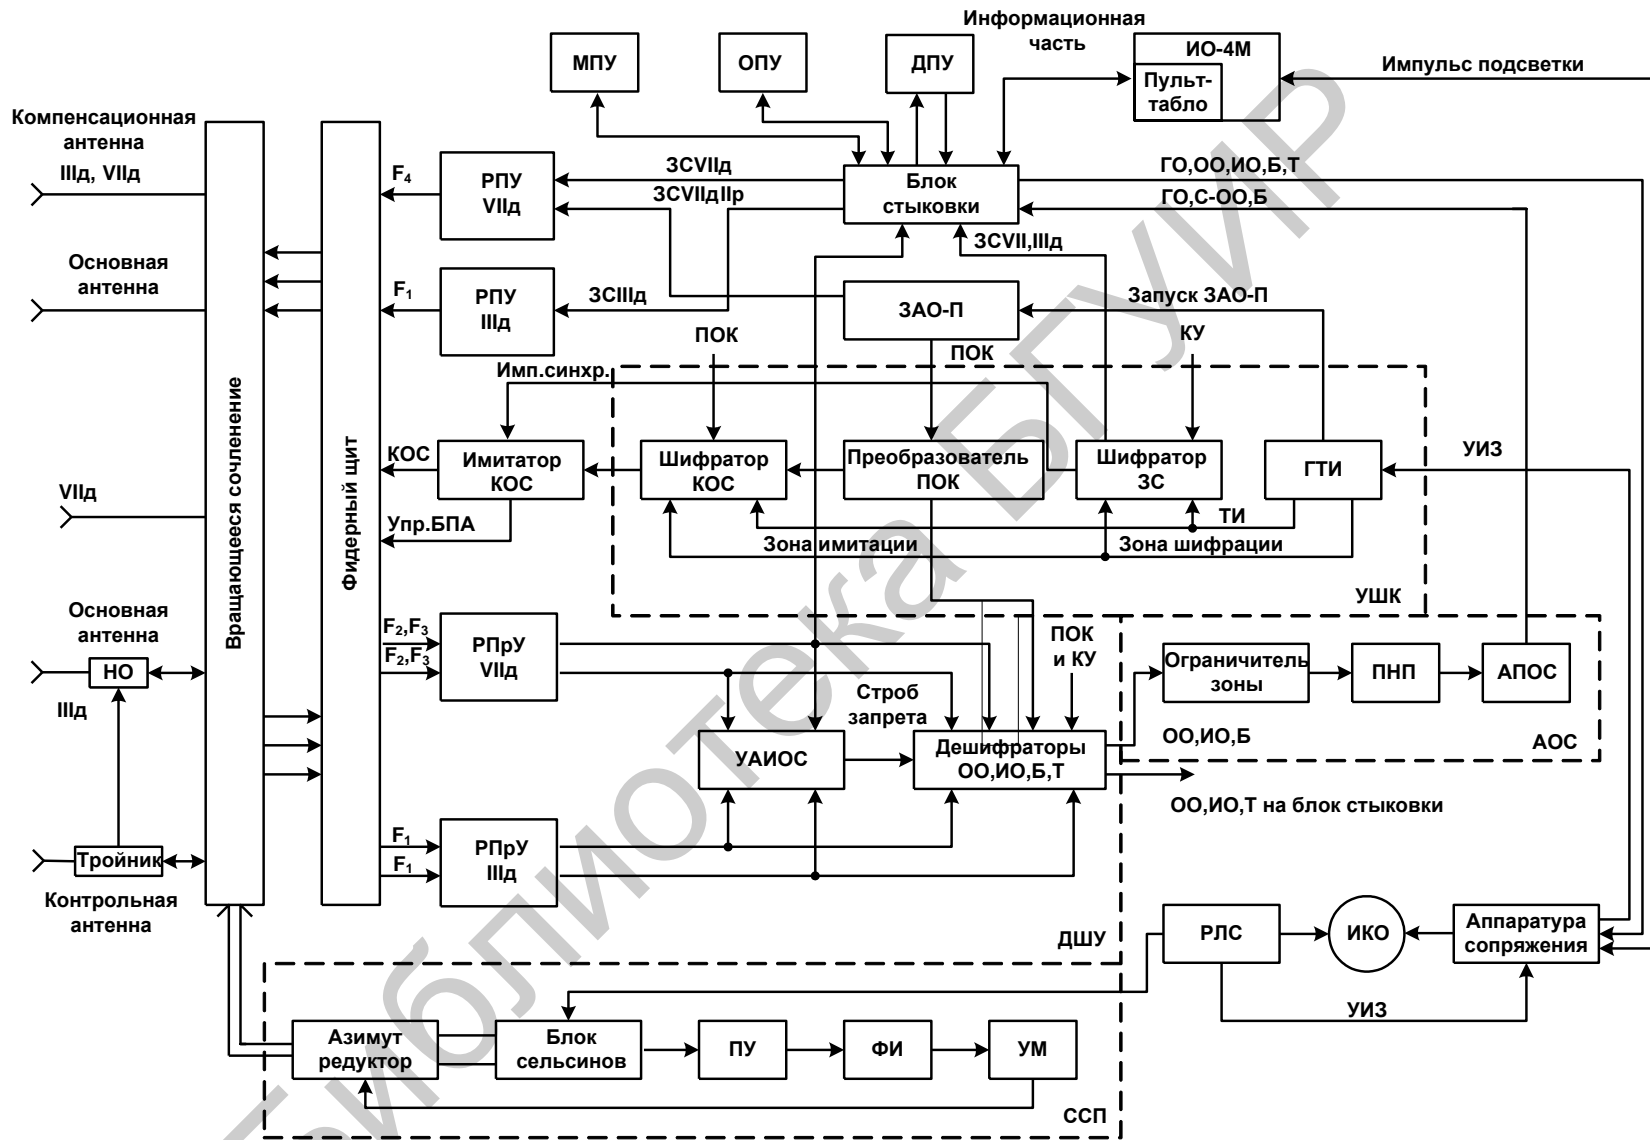 Информационная
часть
МПУ
ОПУ
ДПУ
ИО-4М
Пульт-
табло
Импульс подсветки
Компенсационная
антенна
IIIд, VIIд
F₄
РПУ
VIIд
ЗСVIIд
ЗСVIIдIIр
Блок
стыковки
ГО,ОО,ИО,Б,Т
ГО,С-ОО,Б
ЗСVII,IIIд
Основная
антенна
F₁
РПУ
IIIд
ЗСIIIд
ЗАО-П
Запуск ЗАО-П
ПОК
ПОК
КУ
Имп.синхр.
Вращающееся сочленение
Фидерный щит
КОС
Имитатор
КОС
Шифратор
КОС
Преобразователь
ПОК
Шифратор
ЗС
ГТИ
УИЗ
VIIд
Упр.БПА
ТИ
Зона имитации
Зона шифрации
УШК
Основная
антенна
НО
IIIд
F₂,F₃
F₂,F₃
РПрУ
VIIд
ПОК
и КУ
Ограничитель
зоны
ПНП
АПОС
Строб
запрета
УАИОС
Дешифраторы
ОО,ИО,Б,Т
ОО,ИО,Б
АОС
ОО,ИО,Т на блок стыковки
F₁
F₁
РПрУ
IIIд
Тройник
Контрольная
антенна
ДШУ
РЛС
ИКО
Аппаратура
сопряжения
УИЗ
Азимут
редуктор
Блок
сельсинов
ПУ
ФИ
УМ
ССП
Библиотека БГУИР